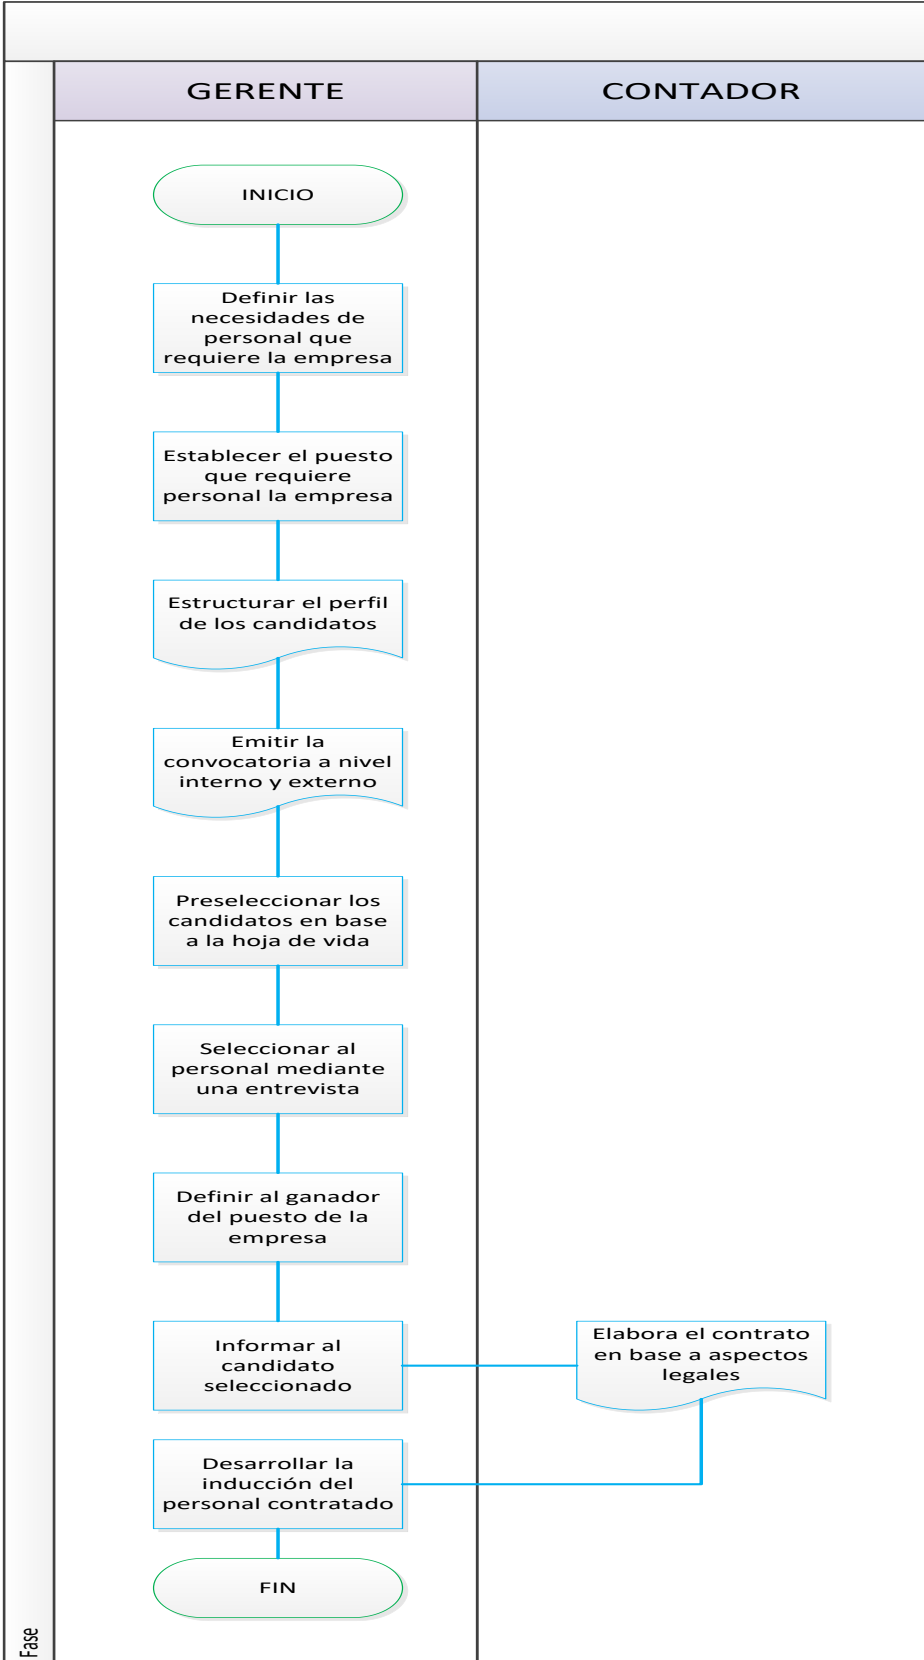 GERENTE
CONTADOR
INICIO
Definir las
necesidades de
personal que
requiere la empresa
Establecer el puesto
que requiere
personal la empresa
Estructurar el perfil
de los candidatos
Emitir la
convocatoria a nivel
interno y externo
Preseleccionar los
candidatos en base
a la hoja de vida
Seleccionar al
personal mediante
una entrevista
Definir al ganador
del puesto de la
empresa
Informar al
candidato
seleccionado
Elabora el contrato
en base a aspectos
legales
Desarrollar la
inducción del
personal contratado
FIN
Fase